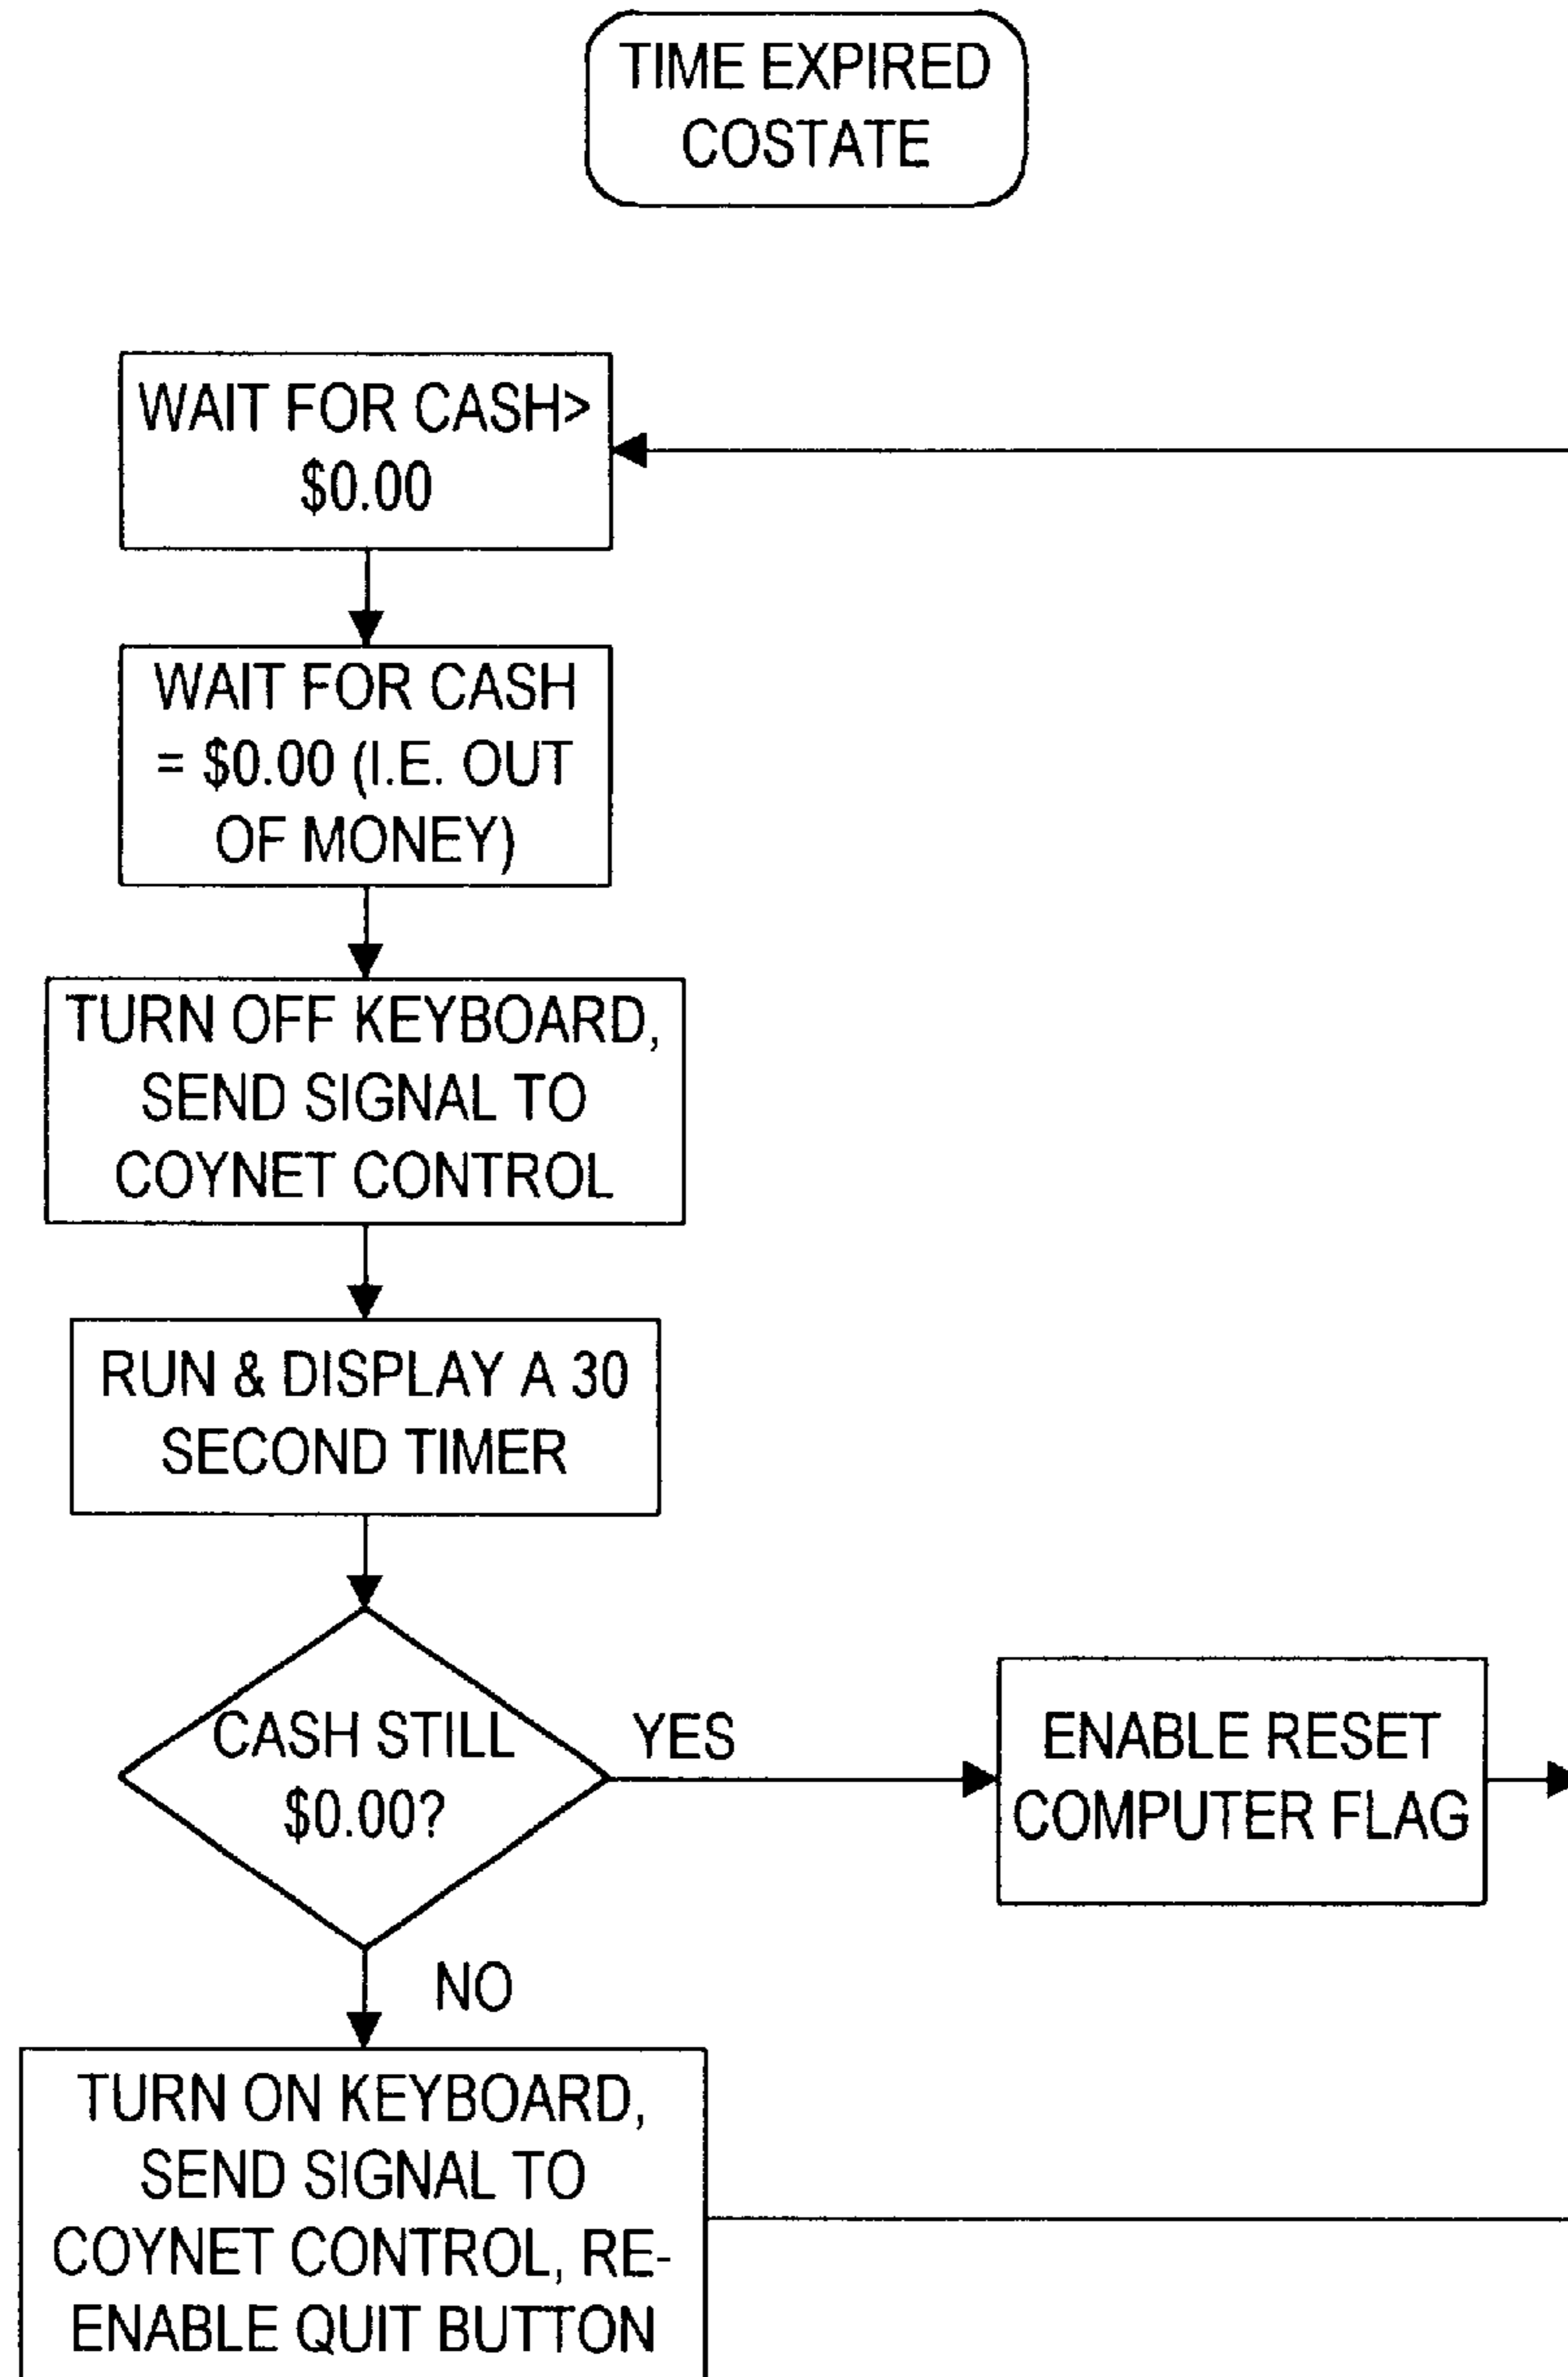 TIME EXPIRED
COSTATE
WAIT FOR CASH>
$0.00
WAIT FOR CASH
= $0.00 (I.E. OUT
OF MONEY)
TURN OFF KEYBOARD,
SEND SIGNAL TO
COYNET CONTROL
RUN & DISPLAY A 30
SECOND TIMER
CASH STILL
$0.00?
YES
ENABLE RESET
COMPUTER FLAG
NO
TURN ON KEYBOARD,
SEND SIGNAL TO
COYNET CONTROL, RE-
ENABLE QUIT BUTTON